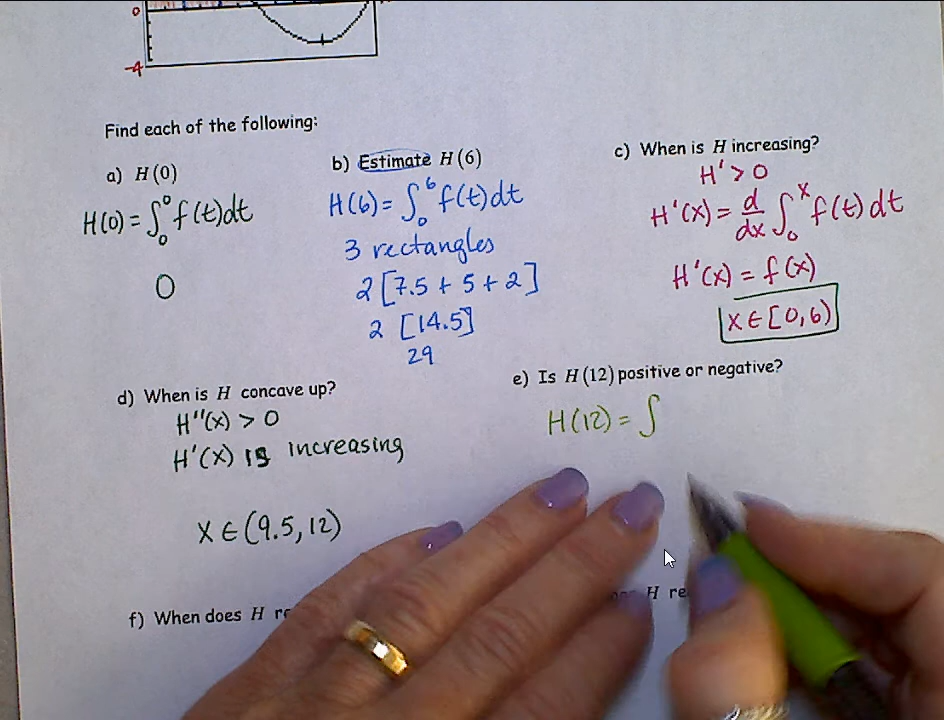 0
-4
Find each of the following:
a) H(0)
H(0) = ∫₀⁰ f(t)dt
0
b) Estimate H(6)
H(6) = ∫₀⁶ f(t)dt
3 rectangles
2[7.5 + 5 + 2]
2 [14.5]
29
c) When is H increasing?
H' > 0
H'(x) = d/dx ∫₀ˣ f(t)dt
H'(x) = f(x)
x ∈ [0,6)
d) When is H concave up?
H''(x) > 0
H'(x) is increasing
x ∈ (9.5, 12)
e) Is H(12) positive or negative?
H(12) = ∫
f) When does H
H